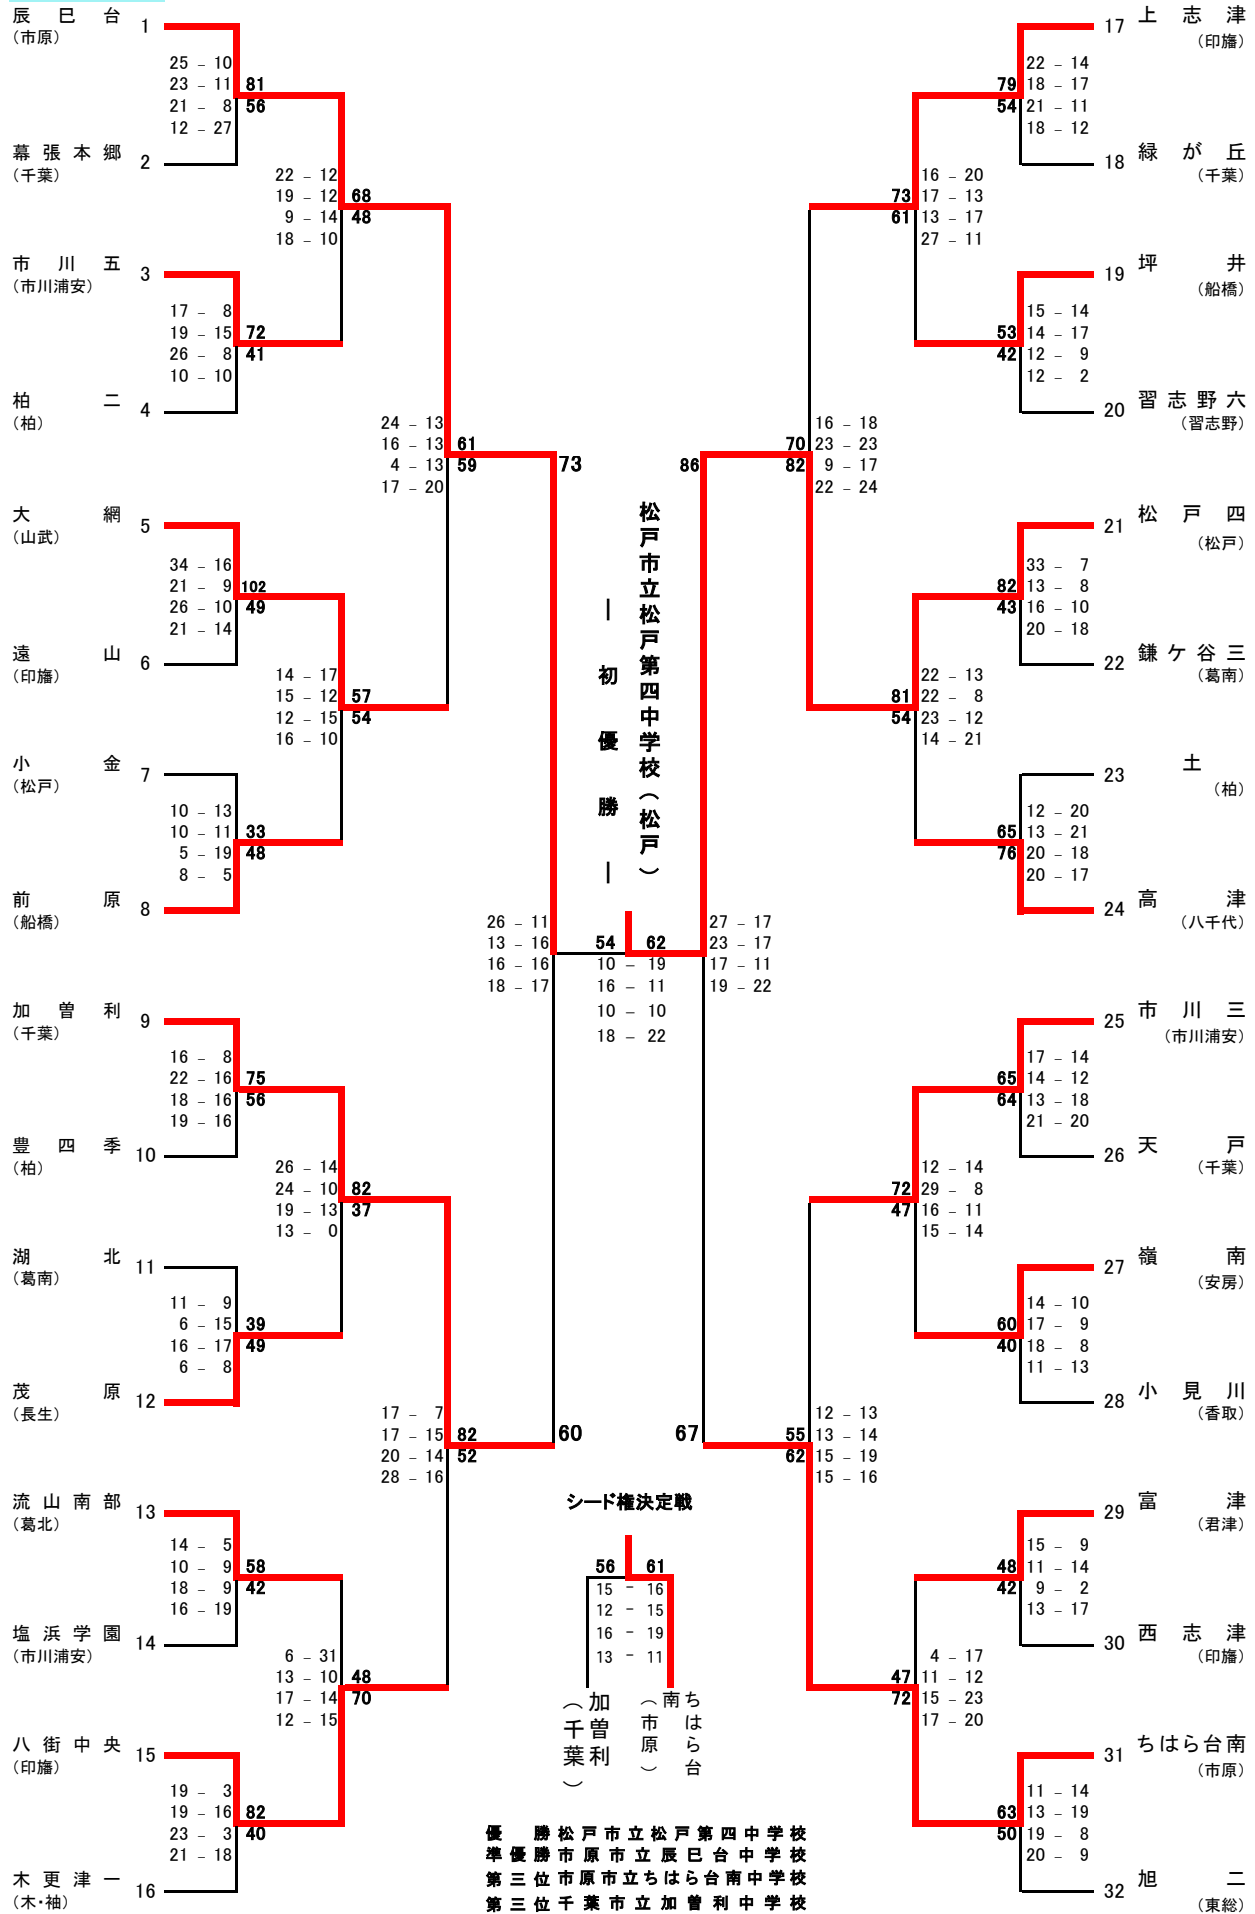 辰巳台 1
(市原)
25 - 10
23 - 11
21 - 8
12 - 27
81
56
幕張本郷 2
(千葉)
22 - 12
19 - 12
9 - 14
18 - 10
68
48
市川五 3
(市川浦安)
17 - 8
19 - 15
26 - 8
10 - 10
72
41
柏二 4
(柏)
24 - 13
16 - 13
4 - 13
17 - 20
61
59
大網 5
(山武)
34 - 16
21 - 9
26 - 10
21 - 14
102
49
遠山 6
(印旛)
14 - 17
15 - 12
12 - 15
16 - 10
57
54
小金 7
(松戸)
10 - 13
10 - 11
5 - 19
8 - 5
33
48
前原 8
(船橋)
26 - 11
13 - 16
16 - 16
18 - 17
73
60
加曽利 9
(千葉)
16 - 8
22 - 16
18 - 16
19 - 16
75
56
豊四季 10
(柏)
26 - 14
24 - 10
19 - 13
13 - 0
82
37
湖北 11
(葛南)
11 - 9
6 - 15
16 - 17
6 - 8
39
49
茂原 12
(長生)
17 - 7
17 - 15
20 - 14
28 - 16
82
52
流山南部 13
(葛北)
14 - 5
10 - 9
18 - 9
16 - 19
58
42
塩浜学園 14
(市川浦安)
6 - 31
13 - 10
17 - 14
12 - 15
48
70
八街中央 15
(印旛)
19 - 3
19 - 16
23 - 3
21 - 18
82
40
木更津一 16
(木・袖)
松戸市立松戸第四中学校(松戸)
ー初優勝ー
54 62
10 - 19
16 - 11
10 - 10
18 - 22
シード権決定戦
56 61
15 - 16
12 - 15
16 - 19
13 - 11
加曽利
(千葉)
ちはら台南
(市原)
優勝松戸市立松戸第四中学校
準優勝市原市立辰巳台中学校
第三位市原市立ちはら台南中学校
第三位千葉市立加曽利中学校
17 上志津
(印旛)
79
54
22 - 14
18 - 17
21 - 11
18 - 12
18 緑が丘
(千葉)
73
61
16 - 20
17 - 13
13 - 17
27 - 11
19 坪井
(船橋)
53
42
15 - 14
14 - 17
12 - 9
12 - 2
20 習志野六
(習志野)
70
82
16 - 18
23 - 23
9 - 17
22 - 24
21 松戸四
(松戸)
82
43
33 - 7
13 - 8
16 - 10
20 - 18
22 鎌ケ谷三
(葛南)
81
54
22 - 13
22 - 8
23 - 12
14 - 21
23 土
(柏)
65
76
12 - 20
13 - 21
20 - 18
20 - 17
24 高津
(八千代)
86
67
27 - 17
23 - 17
17 - 11
19 - 22
25 市川三
(市川浦安)
65
64
17 - 14
14 - 12
13 - 18
21 - 20
26 天戸
(千葉)
72
47
12 - 14
29 - 8
16 - 11
15 - 14
27 嶺南
(安房)
60
40
14 - 10
17 - 9
18 - 8
11 - 13
28 小見川
(香取)
55
62
12 - 13
13 - 14
15 - 19
15 - 16
29 富津
(君津)
48
42
15 - 9
11 - 14
9 - 2
13 - 17
30 西志津
(印旛)
47
72
4 - 17
11 - 12
15 - 23
17 - 20
31 ちはら台南
(市原)
63
50
11 - 14
13 - 19
19 - 8
20 - 9
32 旭二
(東総)